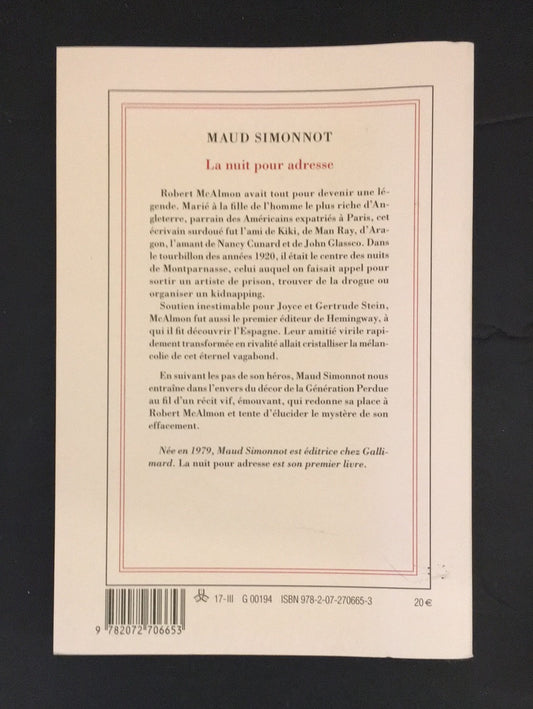 MAUD SIMONNOT
La nuit pour adresse
Robert McAlmon avait tout pour devenir une lé-
gende. Marié à la fille de l'homme le plus riche d'An-
gleterre, parrain des Américains expatriés à Paris, cet
écrivain surdoué fut l'ami de Kiki, de Man Ray, d'Ara-
gon, l'amant de Nancy Cunard et de John Glassco. Dans
le tourbillon des années 1920, il était le centre des nuits
de Montparnasse, celui auquel on faisait appel pour
sortir un artiste de prison, trouver de la drogue ou
organiser un kidnapping.
Soutien inestimable pour Joyce et Gertrude Stein,
McAlmon fut aussi le premier éditeur de Hemingway, à
qui il fit découvrir l'Espagne. Leur amitié virile rapi-
dement transformée en rivalité allait cristalliser la mélan-
colie de cet éternel vagabond.
En suivant les pas de son héros, Maud Simonnot nous
entraîne dans l'envers du décor de la Génération Perdue
au fil d'un récit vif, émouvant, qui redonne sa place à
Robert McAlmon et tente d'élucider le mystère de son
effacement.
Née en 1979, Maud Simonnot est éditrice chez Galli-
mard. La nuit pour adresse est son premier livre.
17-III G 00194 ISBN 978-2-07-270665-3 20 €
9 782072 706653